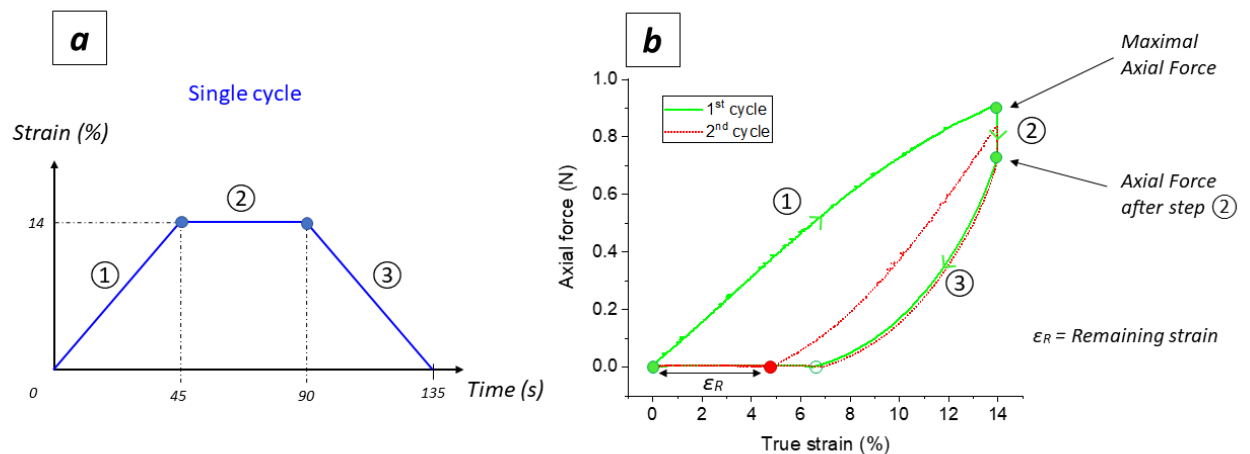 a
Single cycle
Strain (%)
14
①
②
③
0
45
90
135
Time (s)
b
Maximal
Axial Force
1st cycle
2nd cycle
Axial force (N)
1.0
0.8
0.6
0.4
0.2
0.0
①
②
③
Axial Force
after step ②
εR = Remaining strain
εR
0 2 4 6 8 10 12 14
True strain (%)